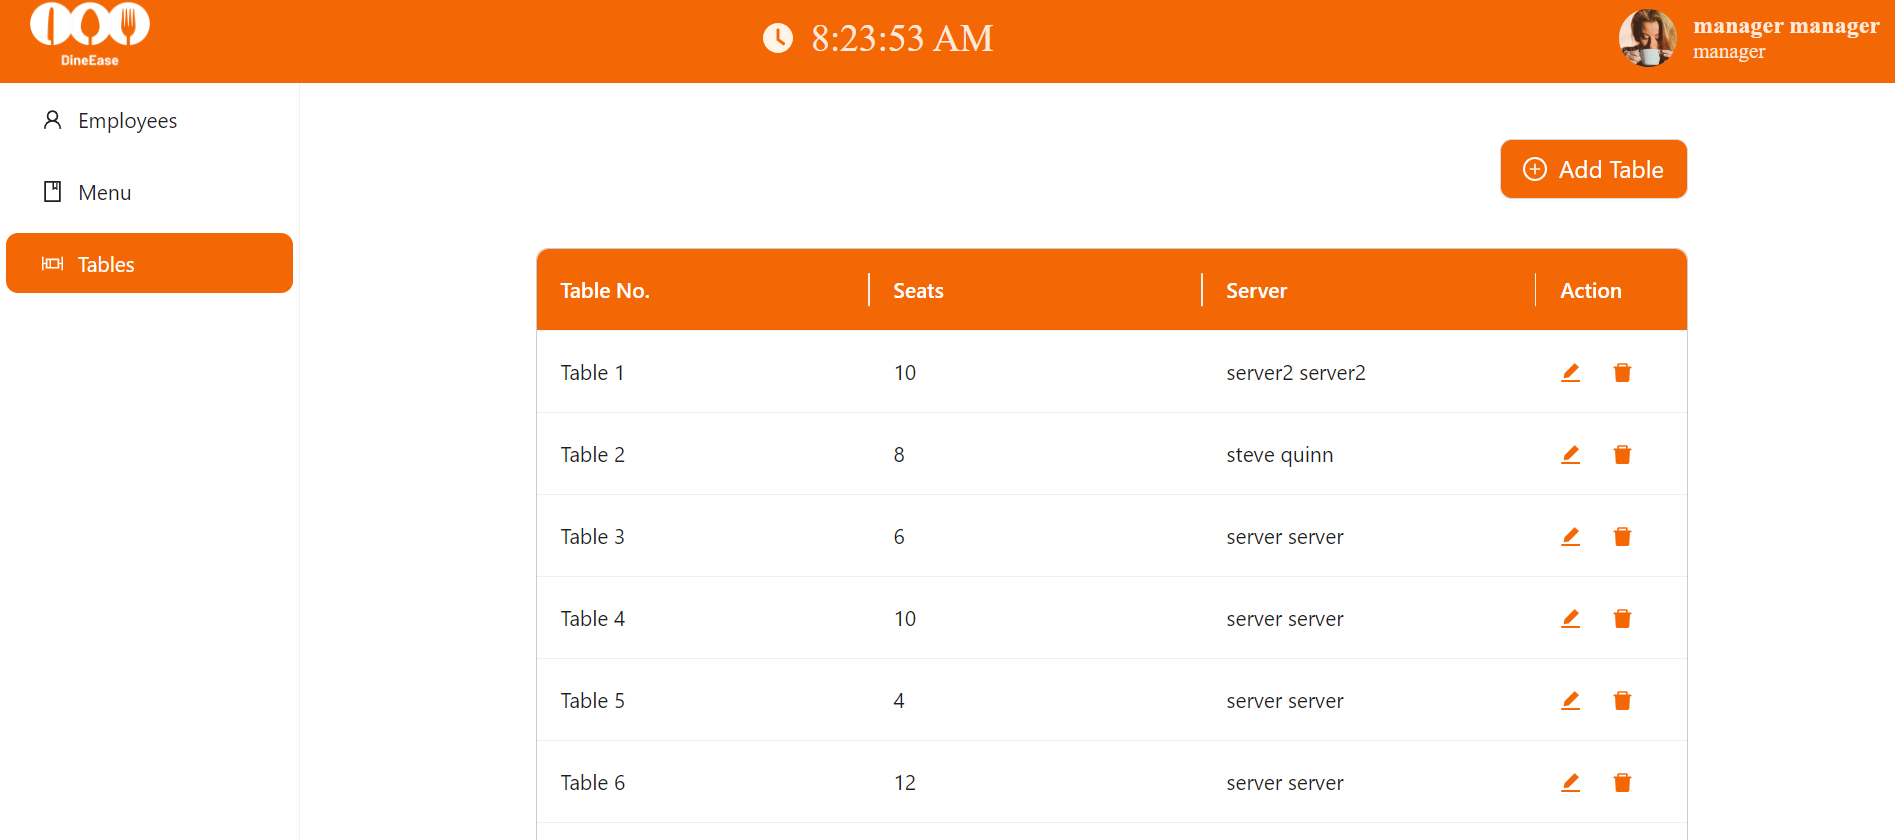 DineEase
8:23:53 AM
manager manager
manager
Employees
Menu
Tables
Add Table
Table No. Seats Server Action
Table 1 10 server2 server2
Table 2 8 steve quinn
Table 3 6 server server
Table 4 10 server server
Table 5 4 server server
Table 6 12 server server